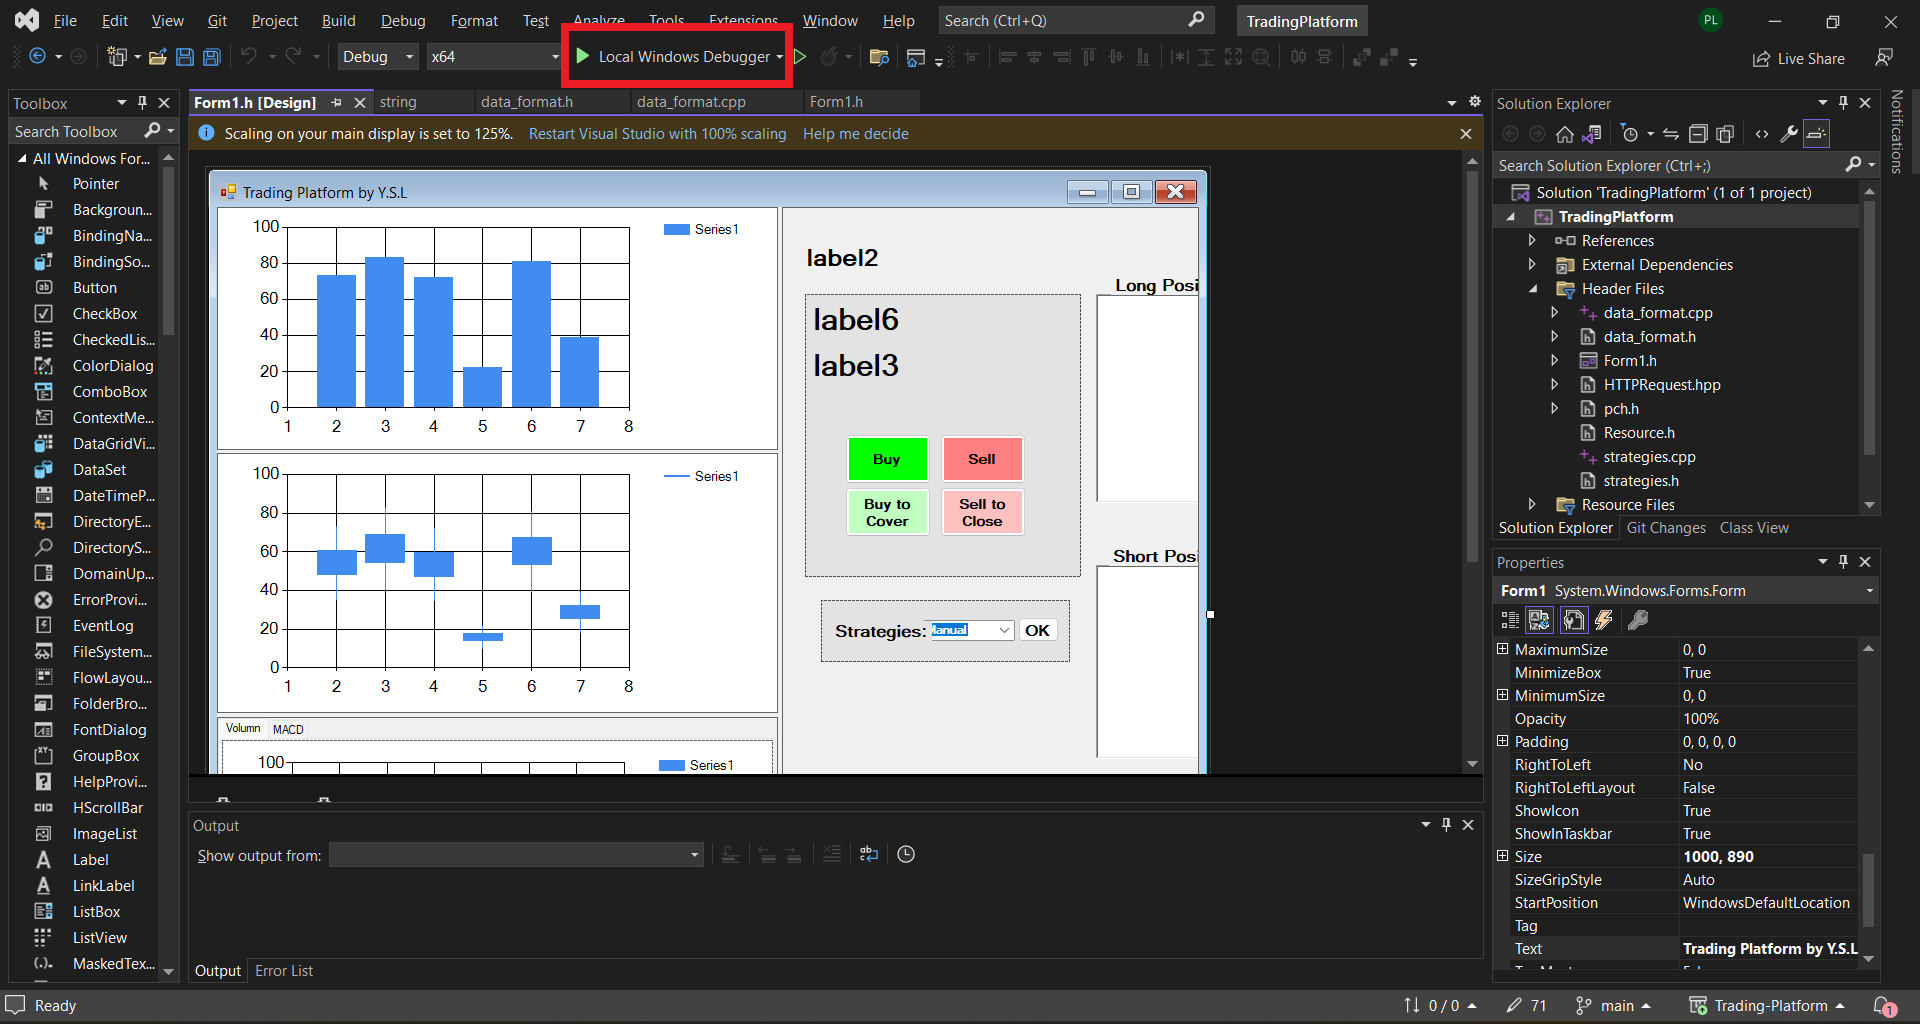 File Edit View Git Project Build Debug Format Test Analyze Tools Extensions Window Help Search (Ctrl+Q) TradingPlatform PL
Debug x64 Local Windows Debugger Live Share
Toolbox
Search Toolbox
All Windows For...
Pointer
Backgroun...
BindingNa...
BindingSo...
Button
CheckBox
CheckedLis...
ColorDialog
ComboBox
ContextMe...
DataGridVi...
DataSet
DateTimeP...
DirectoryE...
DirectoryS...
DomainUp...
ErrorProvi...
EventLog
FileSystem...
FlowLayou...
FolderBro...
FontDialog
GroupBox
HelpProvi...
HScrollBar
ImageList
Label
LinkLabel
ListBox
ListView
MaskedTex...
Form1.h [Design] string data_format.h data_format.cpp Form1.h
Scaling on your main display is set to 125%. Restart Visual Studio with 100% scaling Help me decide
Trading Platform by Y.S.L
100
80
60
40
20
0
1 2 3 4 5 6 7 8
Series1
100
80
60
40
20
0
1 2 3 4 5 6 7 8
Series1
Volumn MACD
100
Series1
label2
label6
label3
Buy Sell
Buy to Cover
Sell to Close
Strategies: Manual OK
Long Posi
Short Posi
Output
Show output from:
Output Error List
Solution Explorer
Search Solution Explorer (Ctrl+;)
Solution 'TradingPlatform' (1 of 1 project)
TradingPlatform
References
External Dependencies
Header Files
data_format.cpp
data_format.h
Form1.h
HTTPRequest.hpp
pch.h
Resource.h
strategies.cpp
strategies.h
Resource Files
Solution Explorer Git Changes Class View
Properties
Form1 System.Windows.Forms.Form
MaximumSize 0, 0
MinimizeBox True
MinimumSize 0, 0
Opacity 100%
Padding 0, 0, 0, 0
RightToLeft No
RightToLeftLayout False
ShowIcon True
ShowInTaskbar True
Size 1000, 890
SizeGripStyle Auto
StartPosition WindowsDefaultLocation
Tag
Text Trading Platform by Y.S.L
Notifications
Ready 0 / 0 71 main Trading-Platform 1